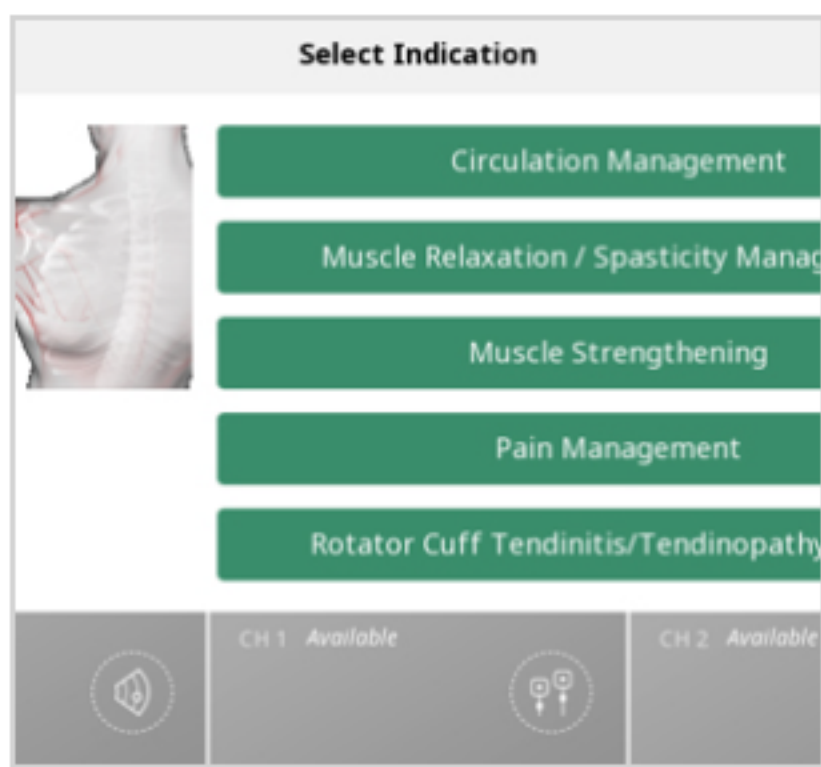 Select Indication
Circulation Management
Muscle Relaxation / Spasticity Manag
Muscle Strengthening
Pain Management
Rotator Cuff Tendinitis/Tendinopathy
CH 1 Available
CH 2 Available